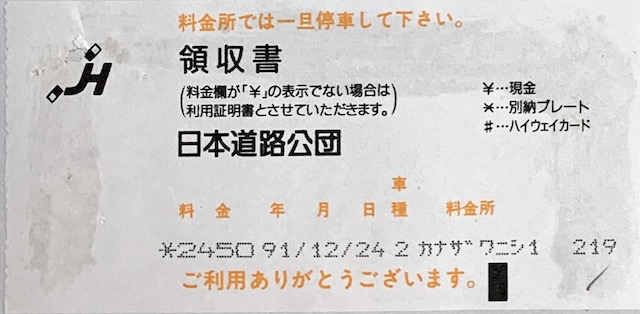 料金所では一旦停車して下さい。
JH
領収書
(料金欄が「¥」の表示でない場合は
利用証明書とさせていただきます。)
¥…現金
*…別納プレート
#…ハイウェイカード
日本道路公団
料金 年 月 日 車種 料金所
*2450 91/12/24 2 カナザワニシ1 219
ご利用ありがとうございます。